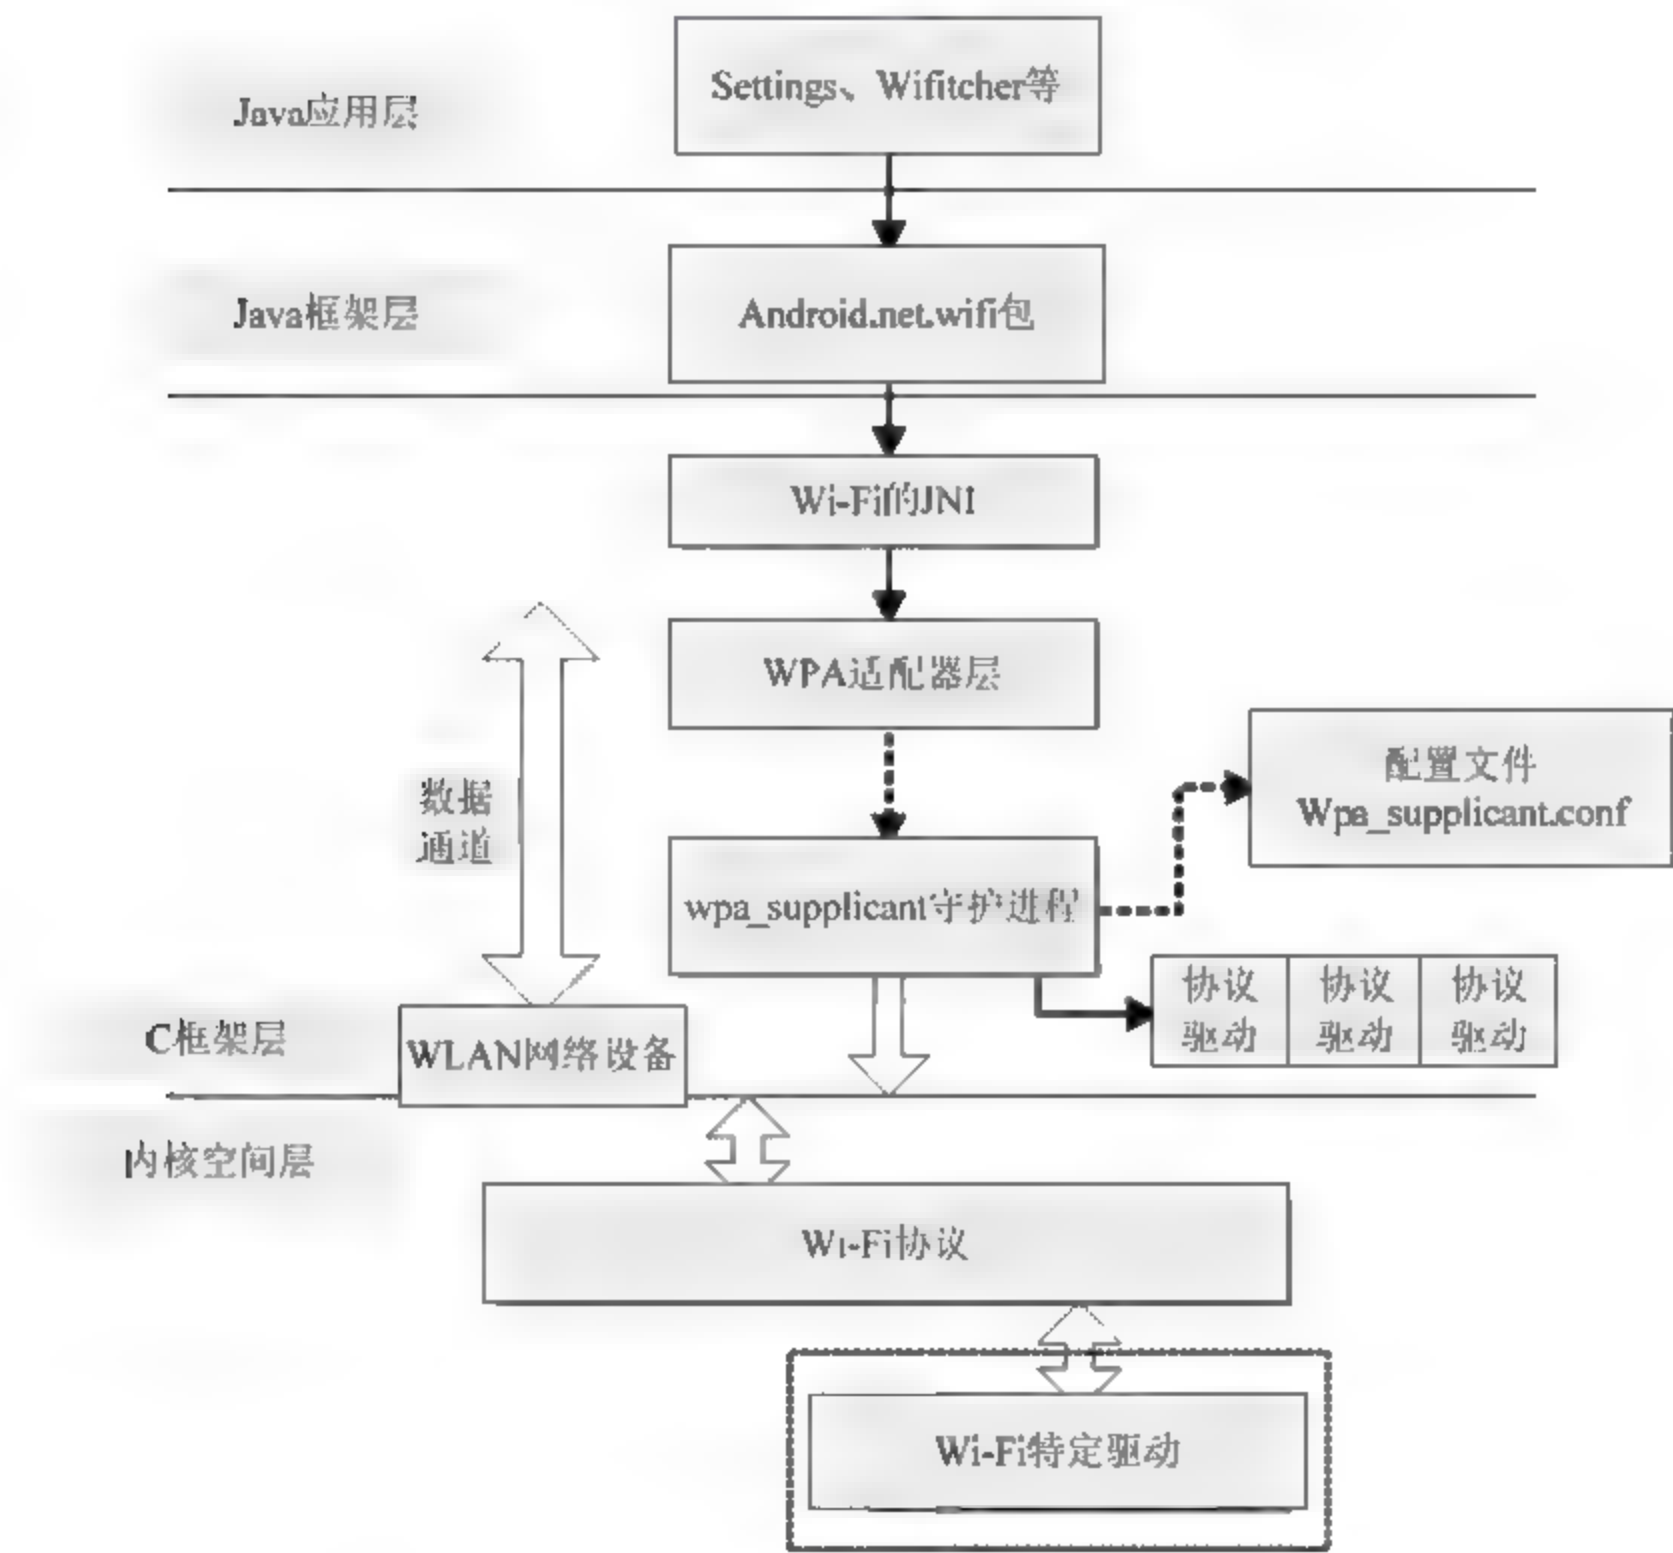 Settings、Wifitcher等
Java应用层
Java框架层
Android.net.wifi包
Wi-Fi的JNI
WPA适配器层
配置文件
Wpa_supplicant.conf
数据
通道
wpa_supplicant守护进程
协议
驱动
协议
驱动
协议
驱动
C框架层
WLAN网络设备
内核空间层
Wi-Fi协议
Wi-Fi特定驱动